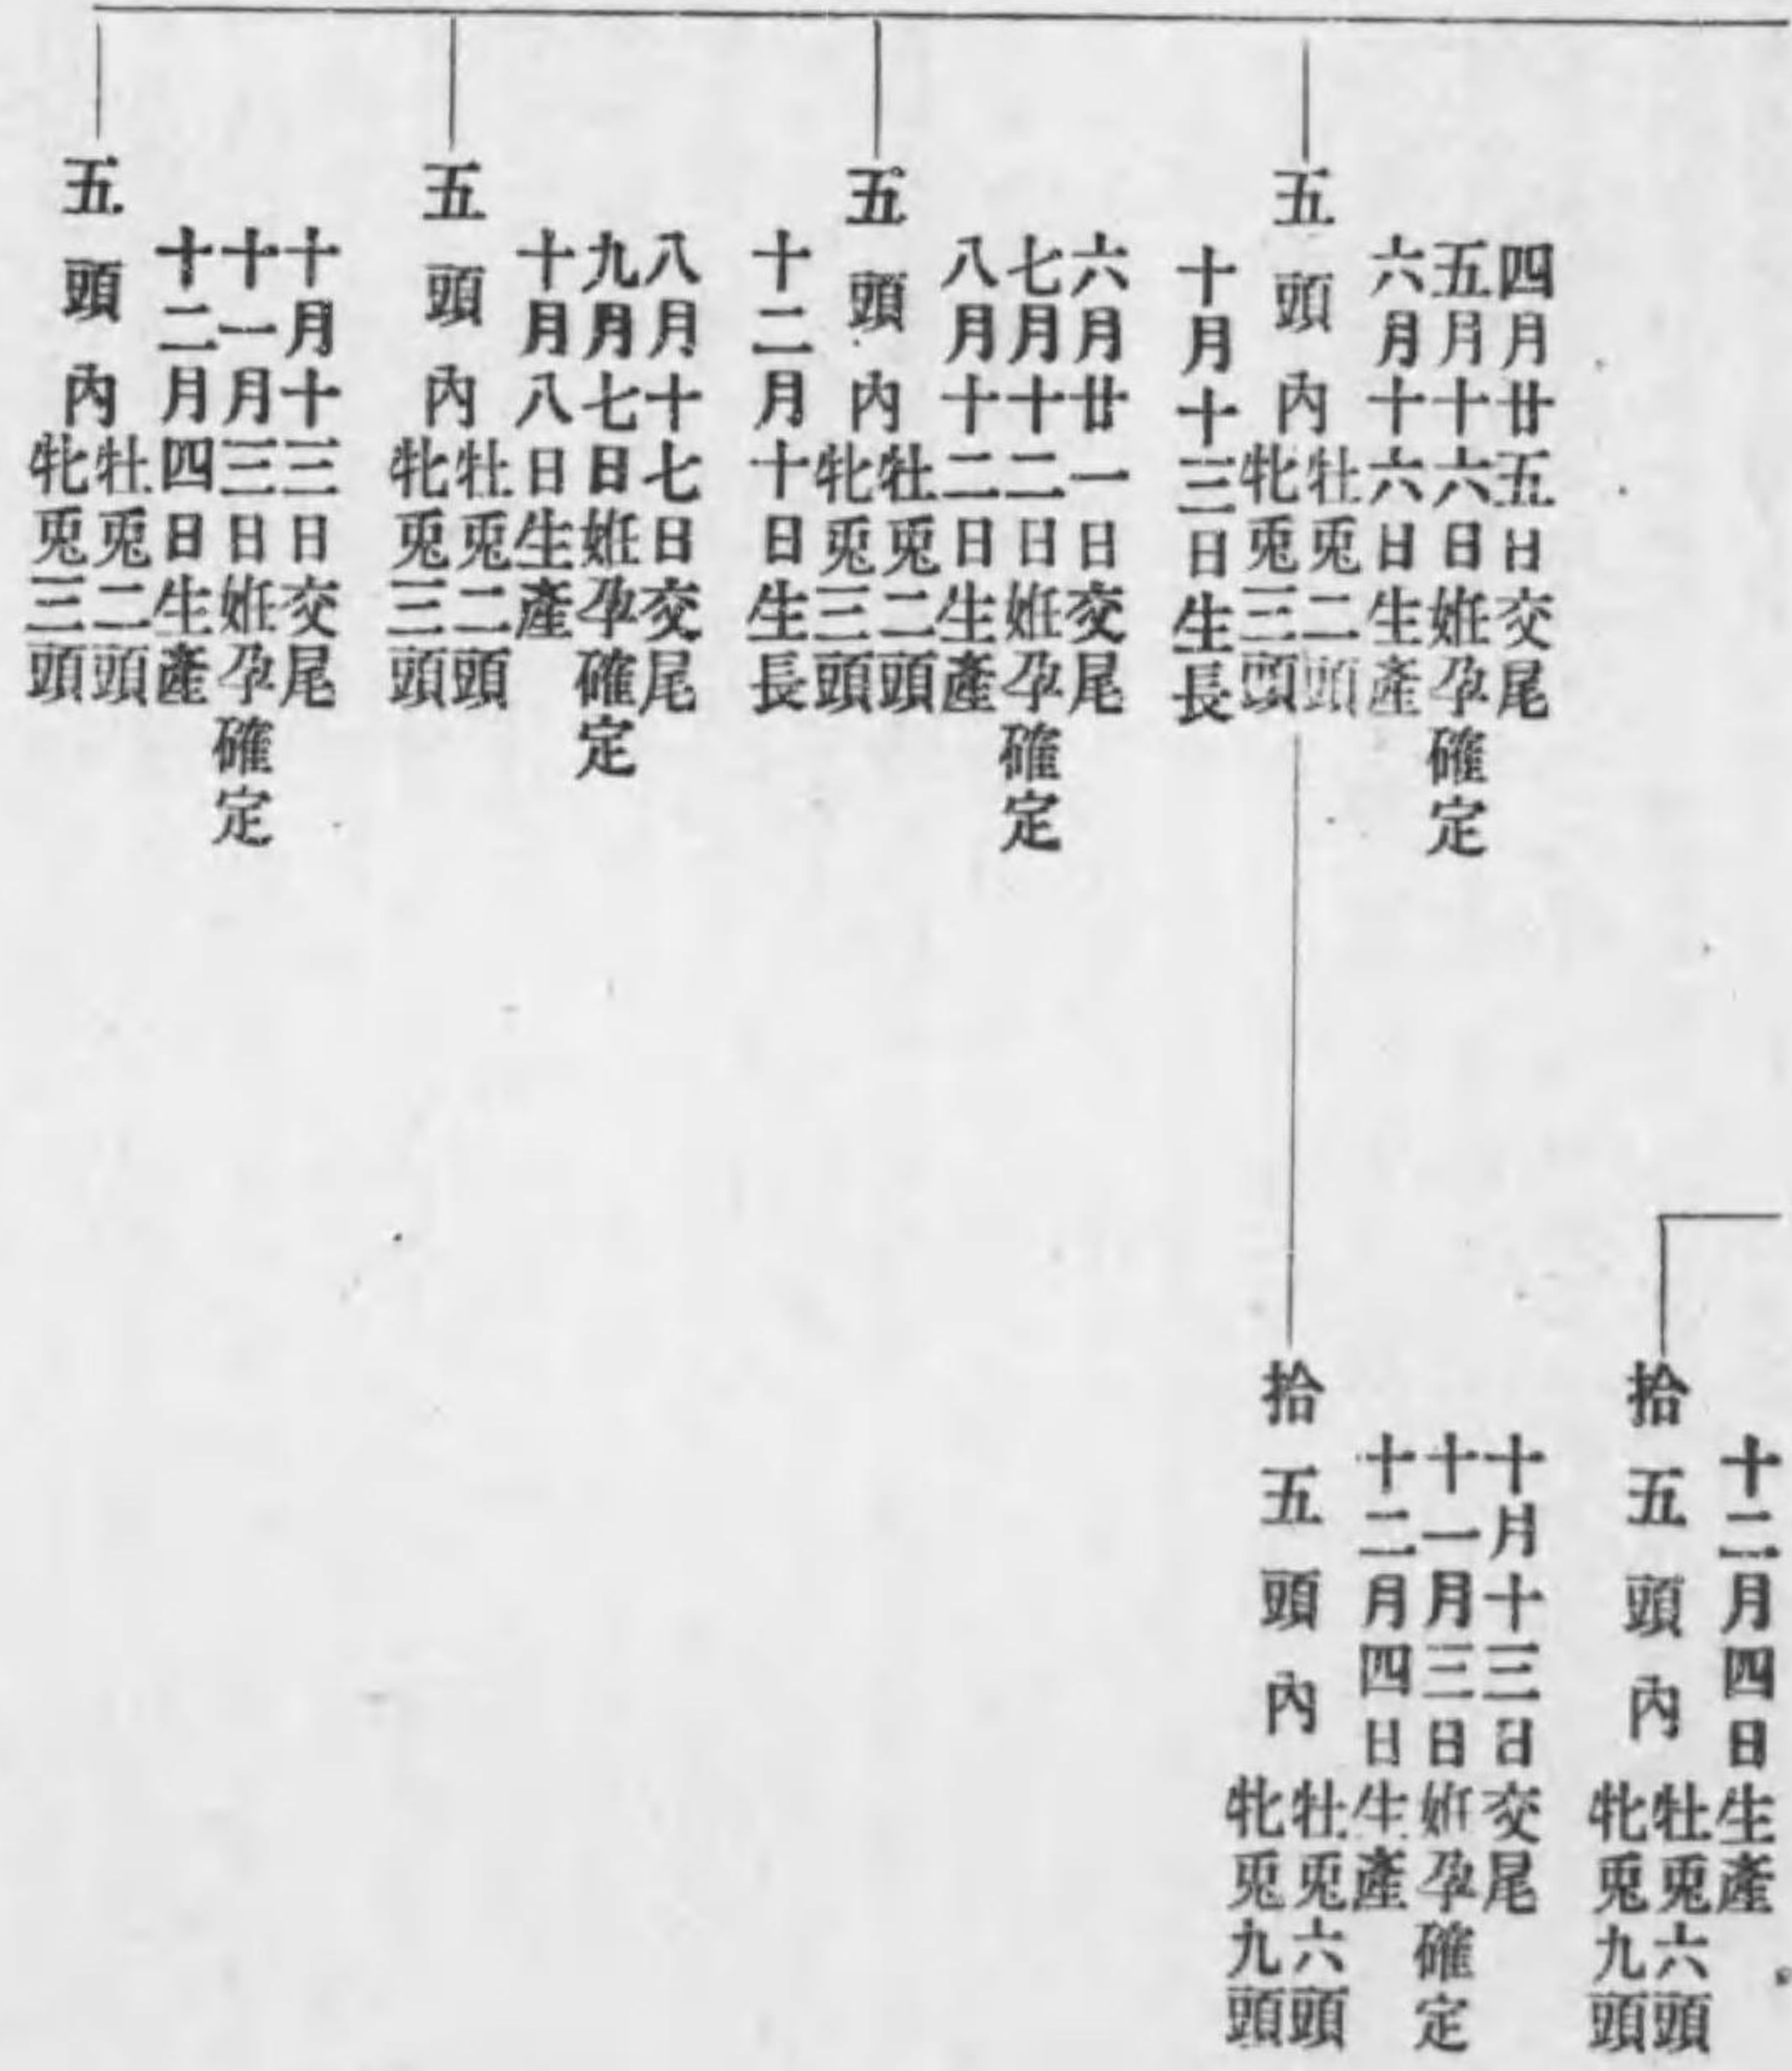 四月廿五日交尾
五月十六日姙孕確定
六月十六日生產
五頭內
牡兎二頭
牝兎三頭
十月十三日生長
六月廿一日交尾
七月十二日姙孕確定
八月十二日生產
五頭內
牡兎二頭
牝兎三頭
十二月十日生長
八月十七日交尾
九月七日姙孕確定
十月八日生產
五頭內
牡兎二頭
牝兎三頭
十月十三日交尾
十一月三日姙孕確定
十二月四日生產
五頭內
牡兎二頭
牝兎三頭
十二月四日生產
拾五頭內
牡兎六頭
牝兎九頭
十月十三日交尾
十一月三日姙孕確定
十二月四日生產
拾五頭內
牡兎六頭
牝兎九頭